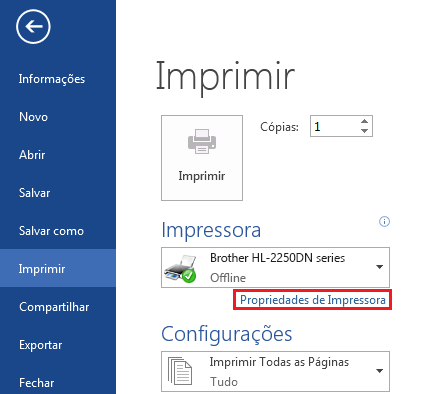 Informações
Novo
Abrir
Salvar
Salvar como
Imprimir
Compartilhar
Exportar
Fechar
Imprimir
Imprimir
Cópias: 1
Impressora
Brother HL-2250DN series
Offline
Propriedades de Impressora
Configurações
Imprimir Todas as Páginas
Tudo